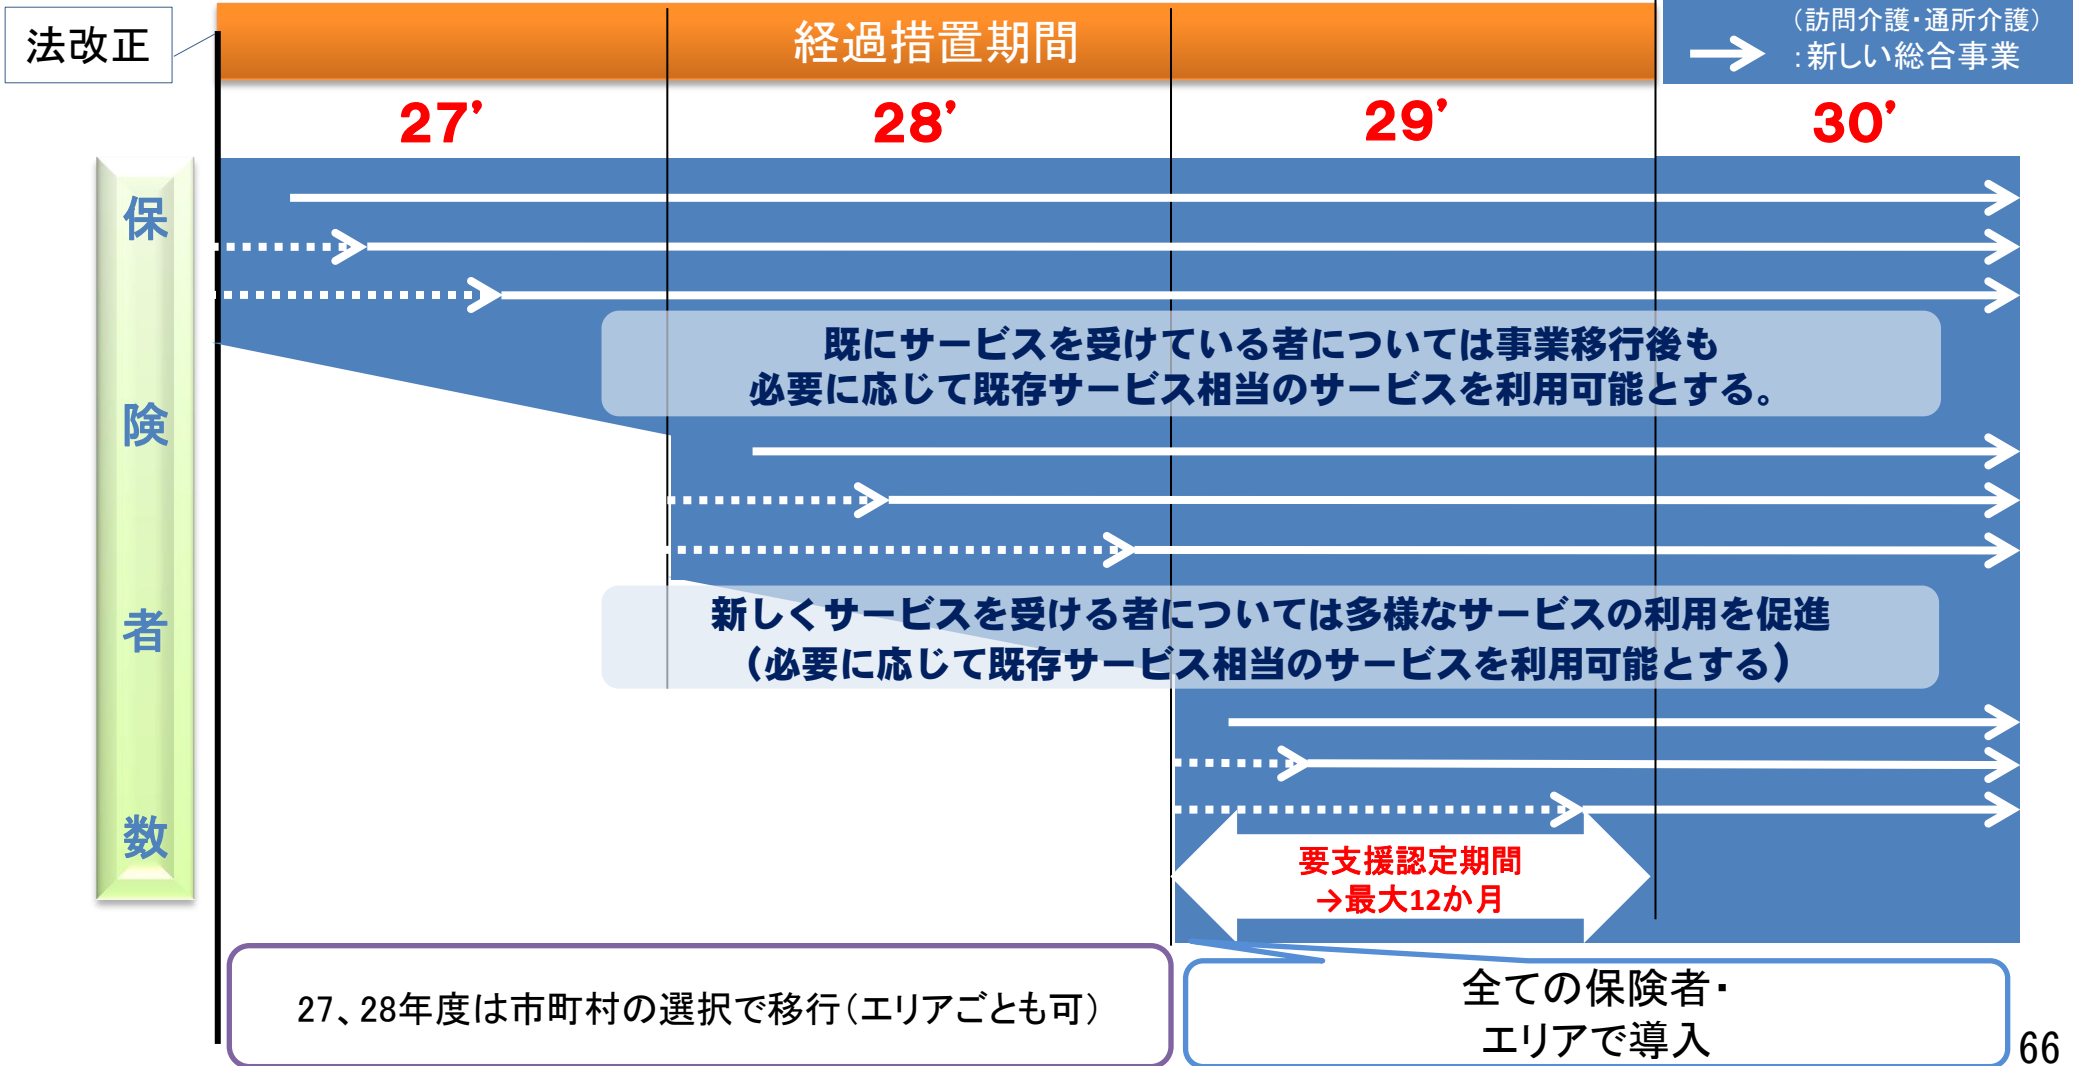 法改正
経過措置期間
（訪問介護・通所介護）
：新しい総合事業
27’
28’
29’
30’
保
険
者
数
既にサービスを受けている者については事業移行後も
必要に応じて既存サービス相当のサービスを利用可能とする。
新しくサービスを受ける者については多様なサービスの利用を促進
（必要に応じて既存サービス相当のサービスを利用可能とする）
要支援認定期間
→最大12か月
27、28年度は市町村の選択で移行（エリアごとも可）
全ての保険者・
エリアで導入
66